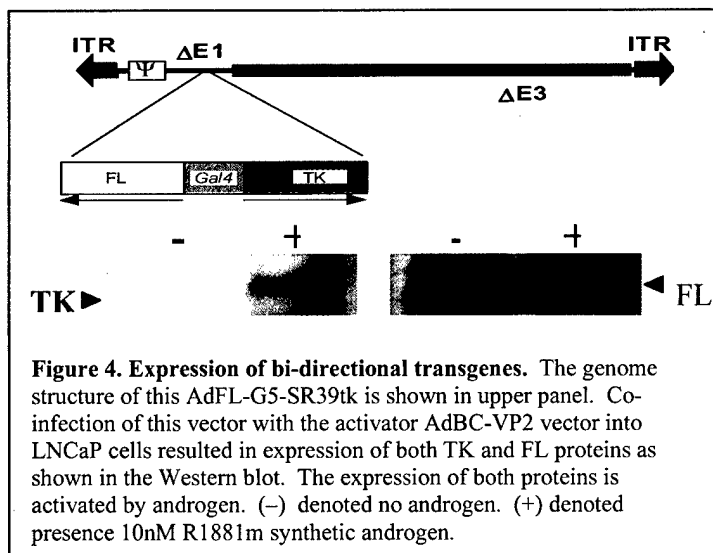 ITR
ΔE1
ITR
Ψ
ΔE3
FL
Gal4
TK
- + - +
TK
FL
Figure 4. Expression of bi-directional transgenes. The genome
structure of this AdFL-G5-SR39tk is shown in upper panel. Co-
infection of this vector with the activator AdBC-VP2 vector into
LNCaP cells resulted in expression of both TK and FL proteins as
shown in the Western blot. The expression of both proteins is
activated by androgen. (–) denoted no androgen. (+) denoted
presence 10nM R1881m synthetic androgen.